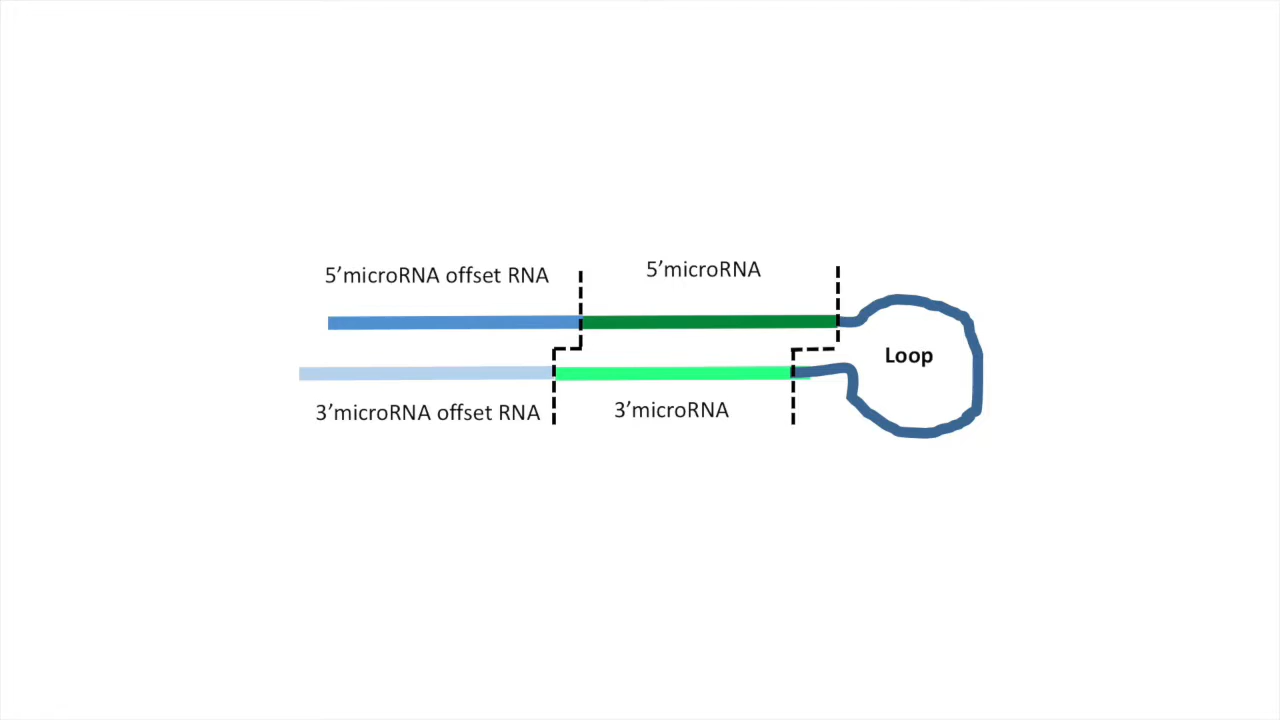 5’microRNA offset RNA
5’microRNA
Loop
3’microRNA offset RNA
3’microRNA